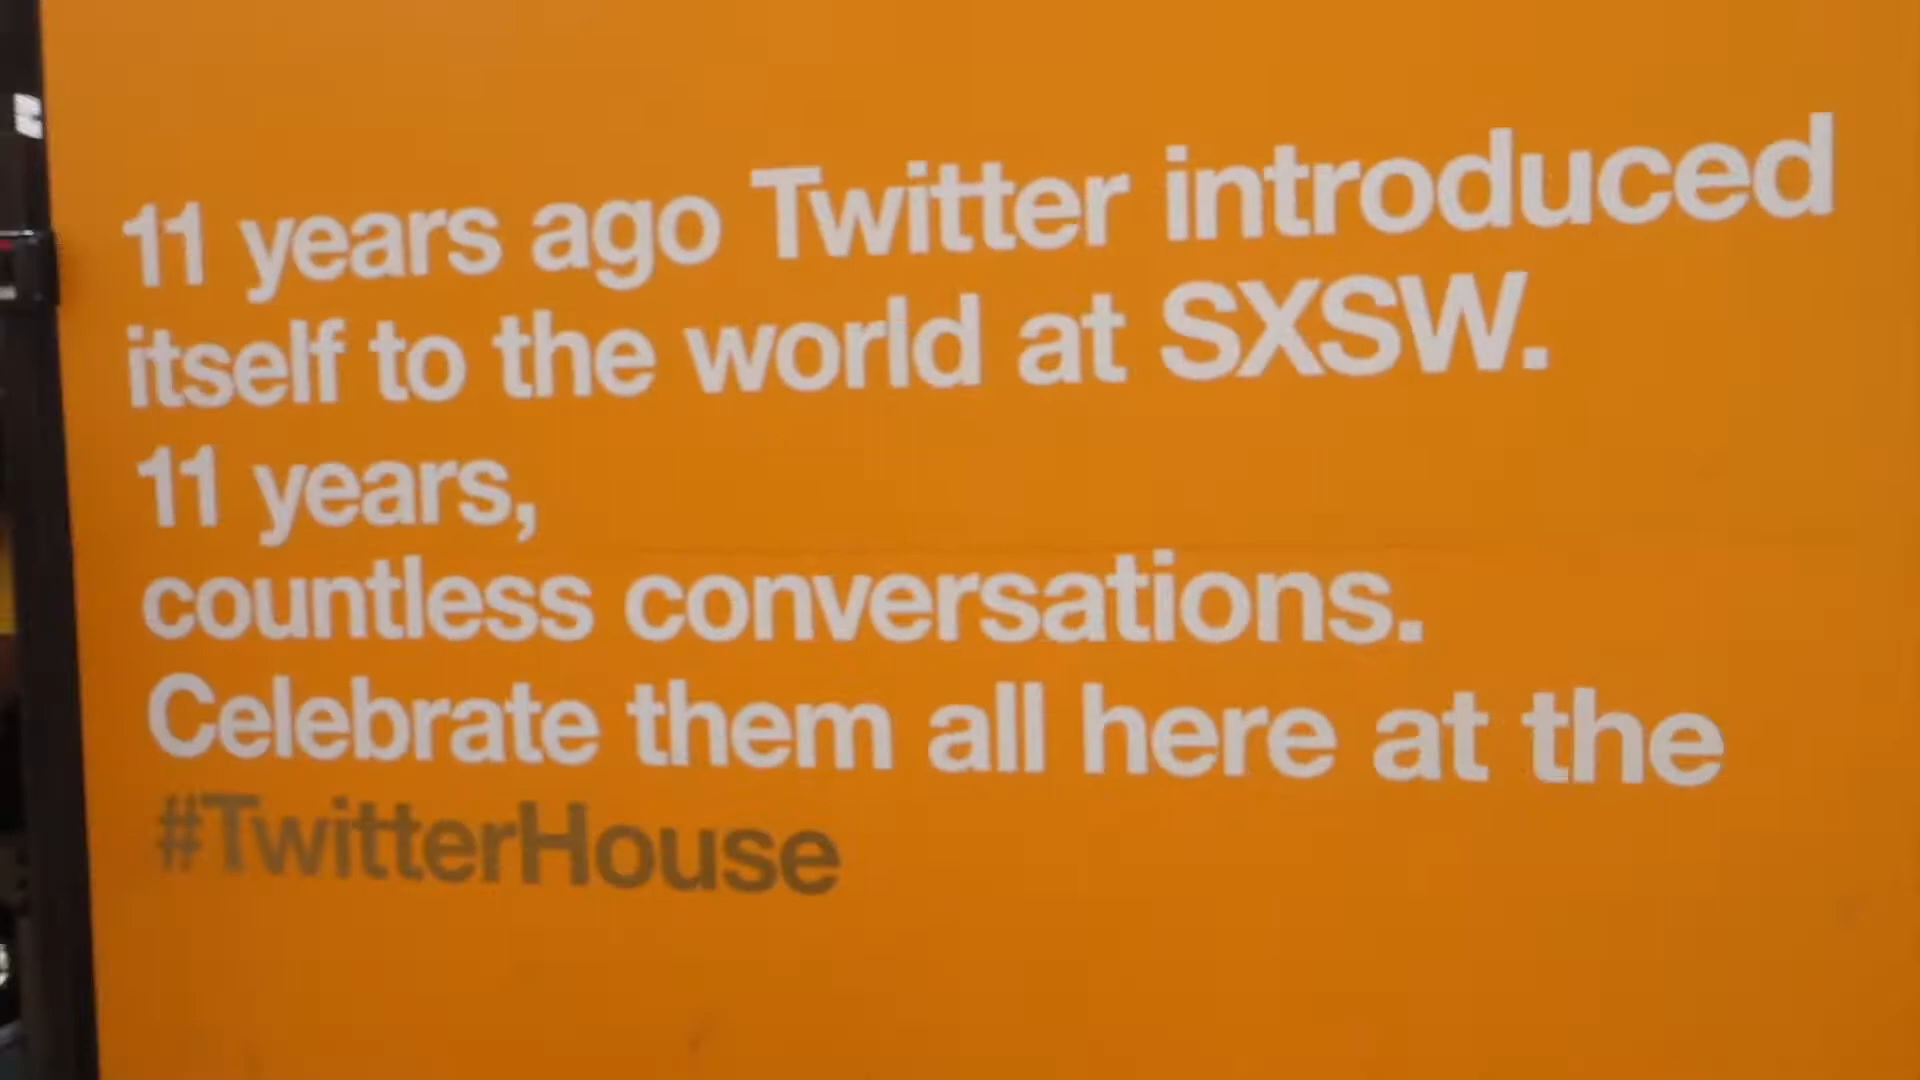 11 years ago Twitter introduced
itself to the world at SXSW.
11 years,
countless conversations.
Celebrate them all here at the
#TwitterHouse